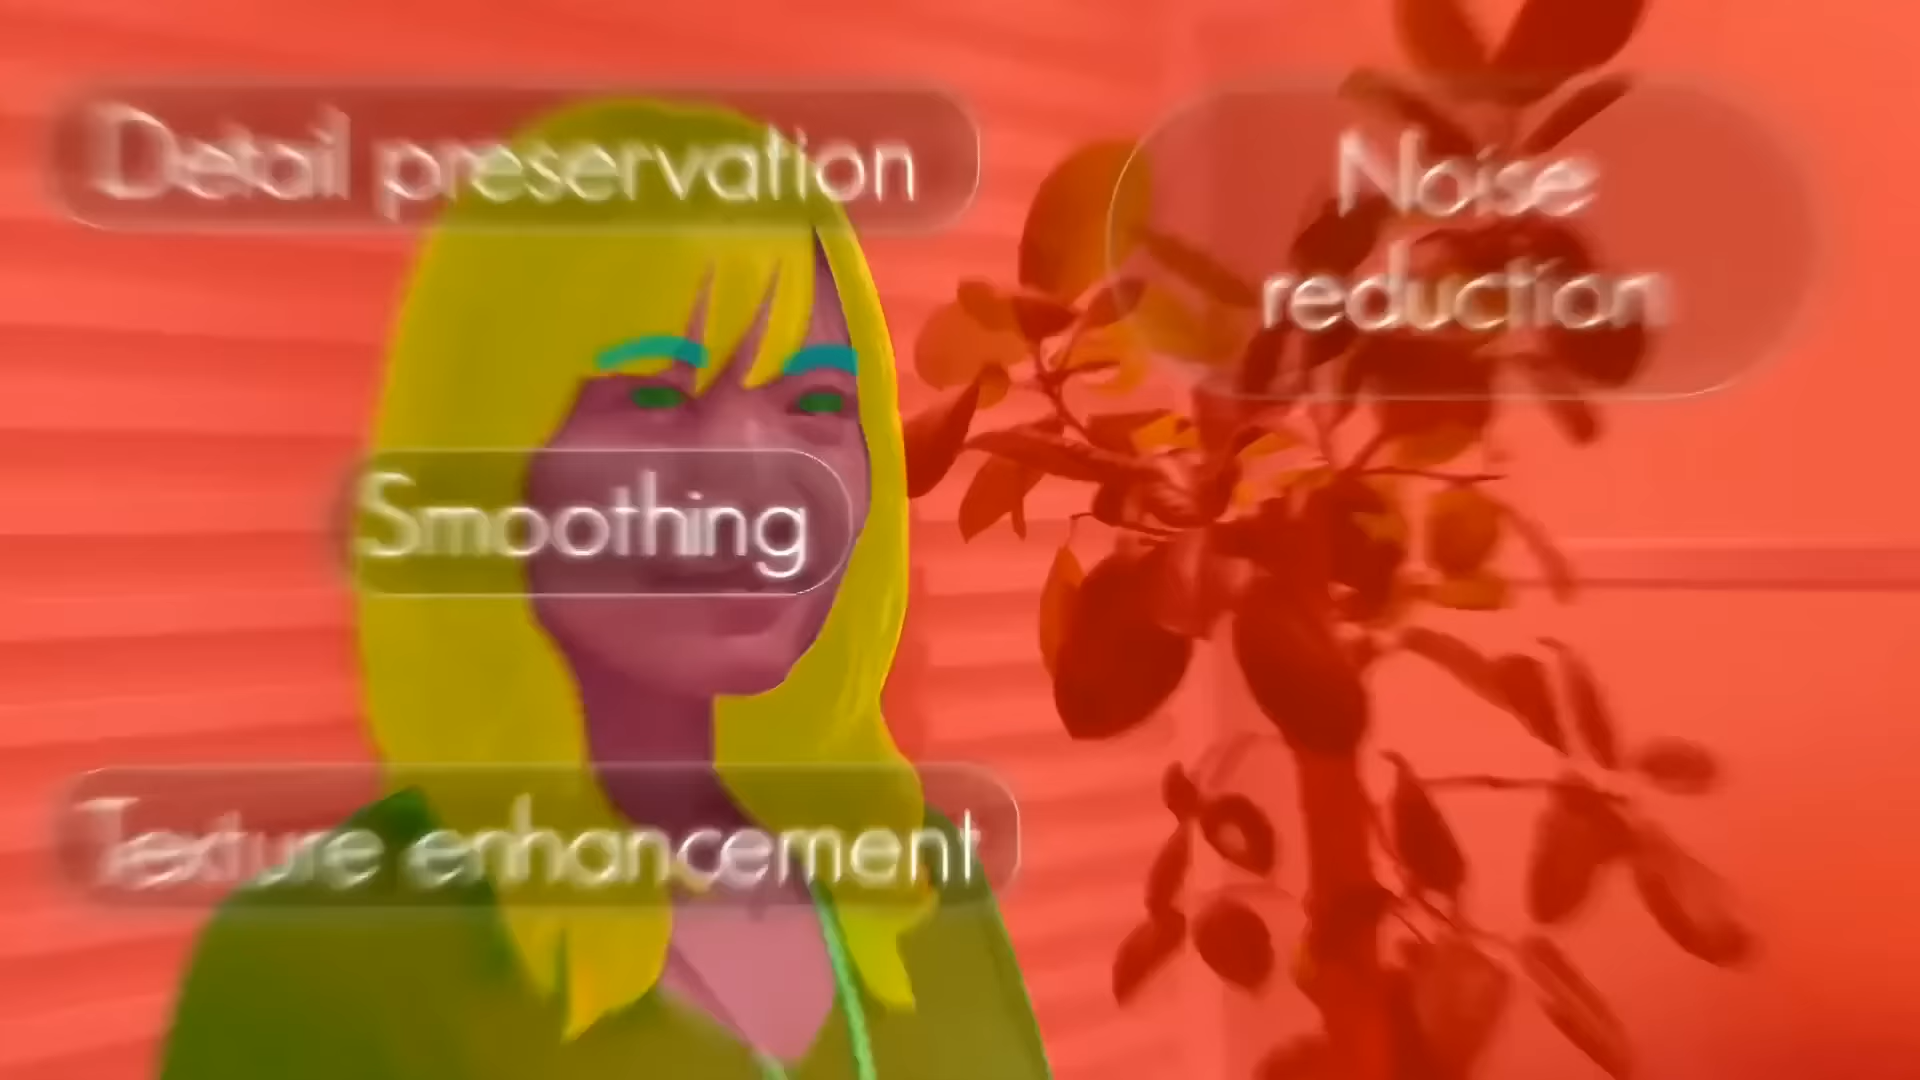 Detail preservation
Noise
reduction
Smoothing
Texture enhancement